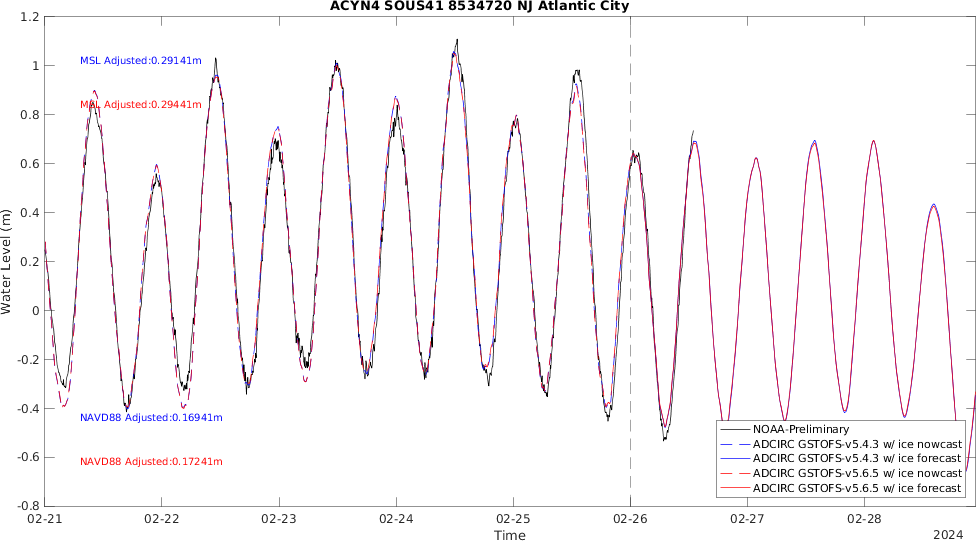 ACYN4 SOUS41 8534720 NJ Atlantic City
Water Level (m)
1.2
1
0.8
0.6
0.4
0.2
0
-0.2
-0.4
-0.6
-0.8
MSL Adjusted:0.29141m
MSL Adjusted:0.29441m
NAVD88 Adjusted:0.16941m
NAVD88 Adjusted:0.17241m
NOAA-Preliminary
ADCIRC GSTOFS-v5.4.3 w/ ice nowcast
ADCIRC GSTOFS-v5.4.3 w/ ice forecast
ADCIRC GSTOFS-v5.6.5 w/ ice nowcast
ADCIRC GSTOFS-v5.6.5 w/ ice forecast
02-21 02-22 02-23 02-24 02-25 02-26 02-27 02-28
Time
2024